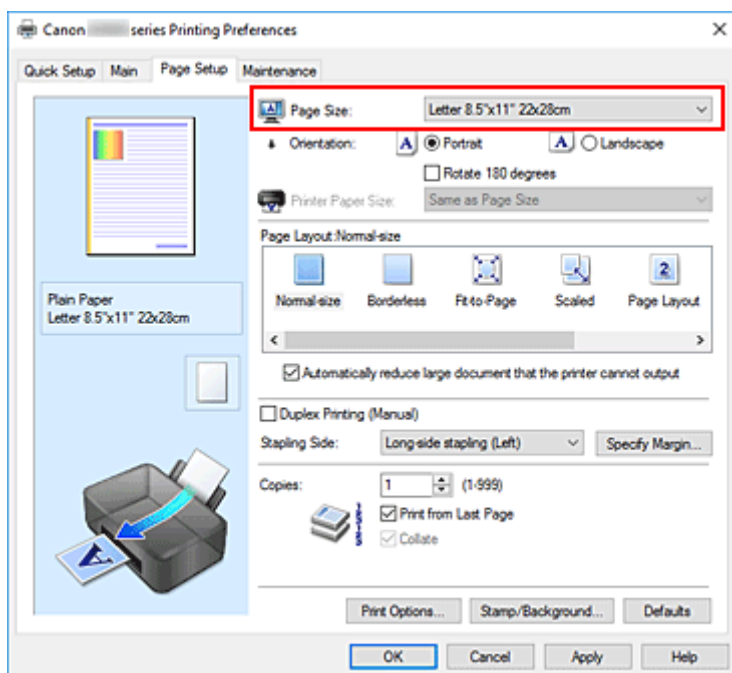 Canon series Printing Preferences
Quick Setup Main Page Setup Maintenance
Page Size: Letter 8.5"x11" 22x28cm
Orientation: A Portrait A Landscape
Rotate 180 degrees
Printer Paper Size: Same as Page Size
Page Layout:Normal-size
2
Normal-size Borderless Fit-to-Page Scaled Page Layout
Plain Paper
Letter 8.5"x11" 22x28cm
Automatically reduce large document that the printer cannot output
Duplex Printing (Manual)
Stapling Side: Long-side stapling (Left) Specify Margin...
Copies: 1 (1-999)
Print from Last Page
Collate
A
Print Options... Stamp/Background... Defaults
OK Cancel Apply Help